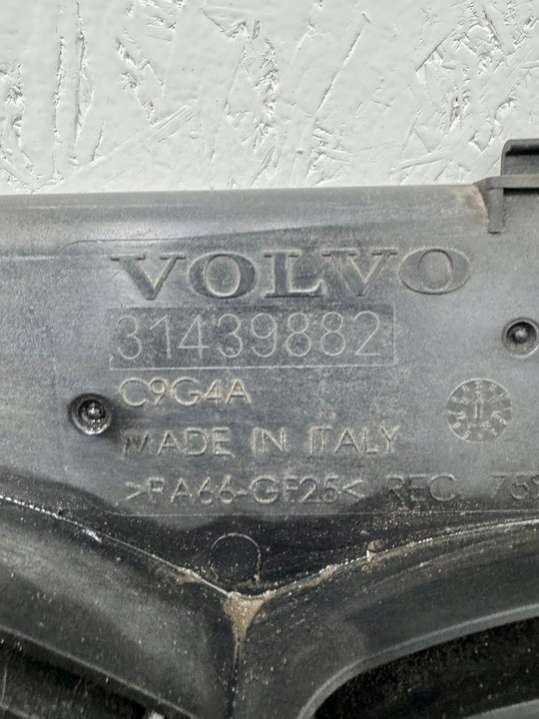 VOLVO
31439882
C9G4A
MADE IN ITALY
>PA66-GF25< REC